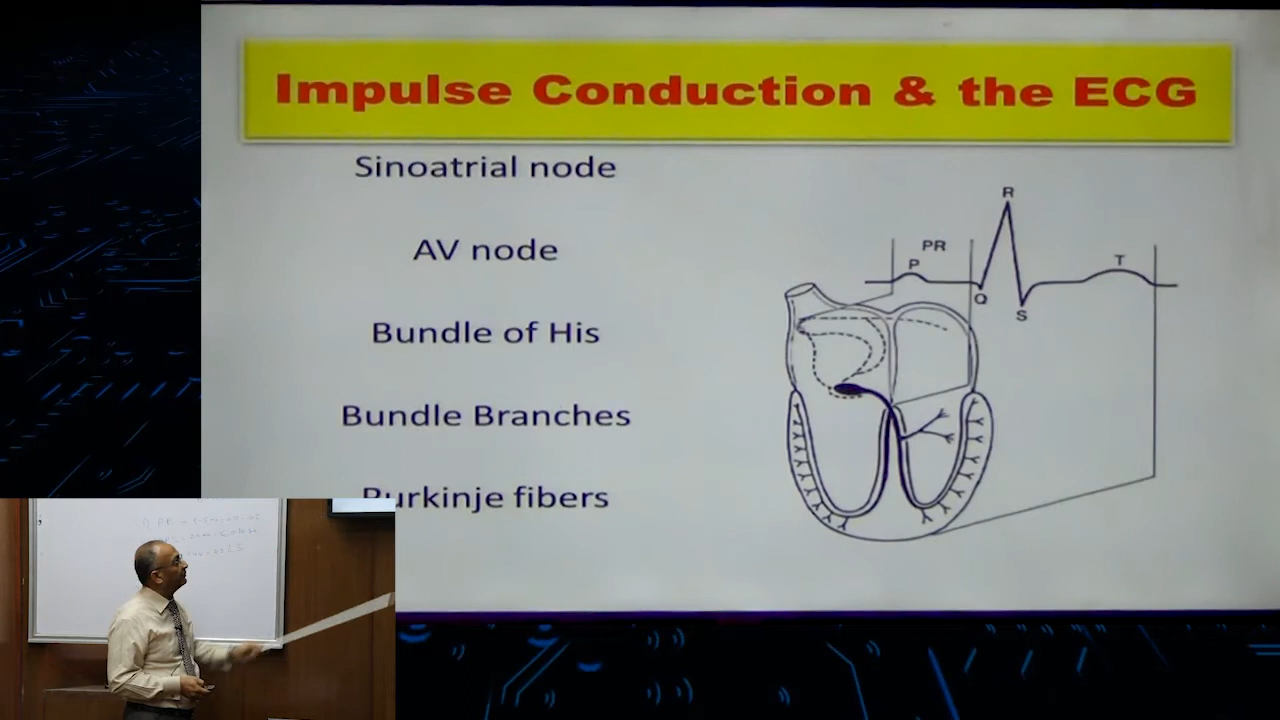 Impulse Conduction & the ECG
Sinoatrial node
AV node
Bundle of His
Bundle Branches
Purkinje fibers
R
PR
P
T
Q
S